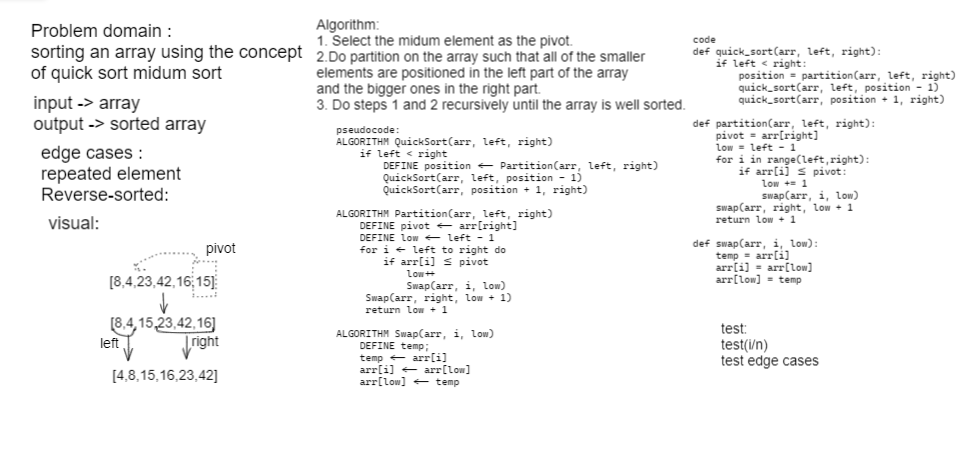 Problem domain :
sorting an array using the concept
of quick sort midum sort
input -> array
output -> sorted array
edge cases :
repeated element
Reverse-sorted:
visual:
pivot
[8,4,23,42,16,15]
[8,4,15,23,42,16]
left
right
[4,8,15,16,23,42]
Algorithm:
1. Select the midum element as the pivot.
2.Do partition on the array such that all of the smaller
elements are positioned in the left part of the array
and the bigger ones in the right part.
3. Do steps 1 and 2 recursively until the array is well sorted.
pseudocode:
ALGORITHM QuickSort(arr, left, right)
if left < right
DEFINE position ← Partition(arr, left, right)
QuickSort(arr, left, position - 1)
QuickSort(arr, position + 1, right)
ALGORITHM Partition(arr, left, right)
DEFINE pivot ← arr[right]
DEFINE low ← left - 1
for i ← left to right do
if arr[i] ≤ pivot
low++
Swap(arr, i, low)
Swap(arr, right, low + 1)
return low + 1
ALGORITHM Swap(arr, i, low)
DEFINE temp;
temp ← arr[i]
arr[i] ← arr[low]
arr[low] ← temp
code
def quick_sort(arr, left, right):
if left < right:
position = partition(arr, left, right)
quick_sort(arr, left, position - 1)
quick_sort(arr, position + 1, right)
def partition(arr, left, right):
pivot = arr[right]
low = left - 1
for i in range(left,right):
if arr[i] ≤ pivot:
low += 1
swap(arr, i, low)
swap(arr, right, low + 1
return low + 1
def swap(arr, i, low):
temp = arr[i]
arr[i] = arr[low]
arr[low] = temp
test:
test(i/n)
test edge cases